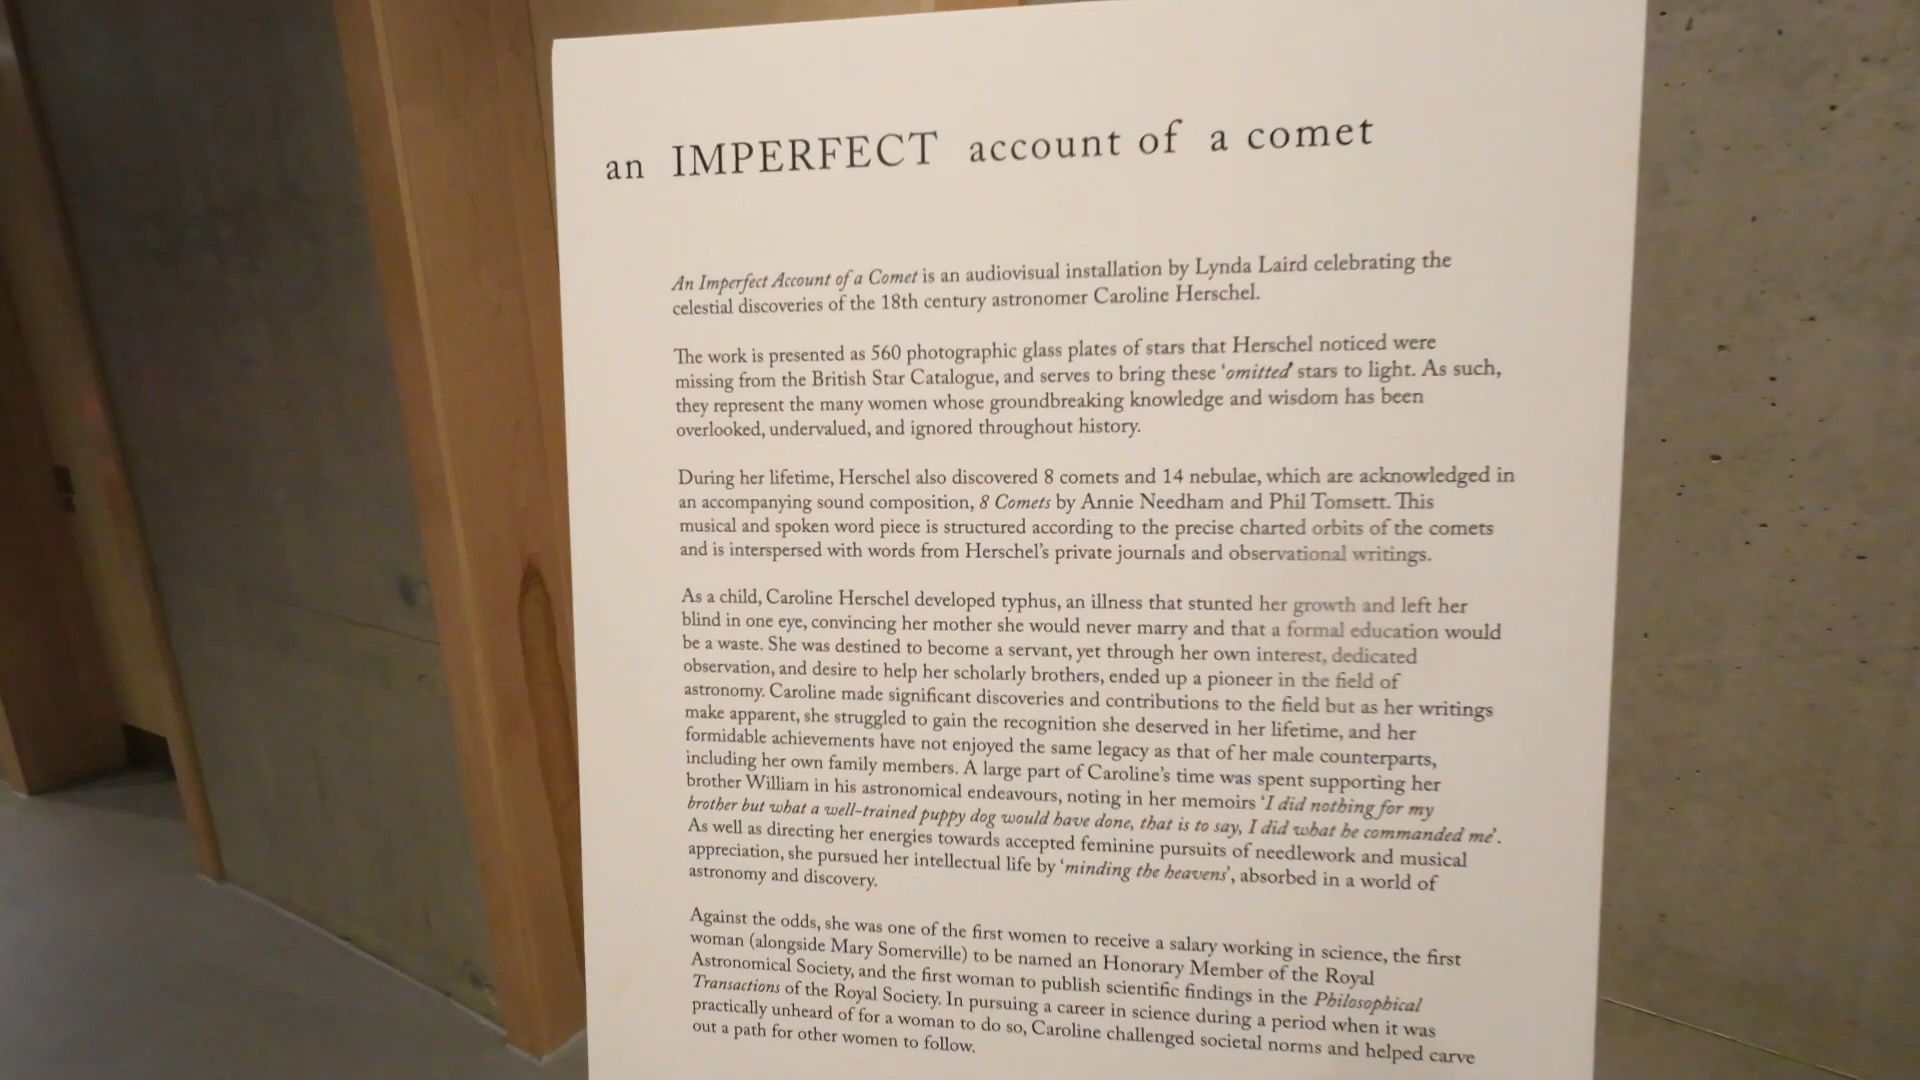 an IMPERFECT account of a comet
An Imperfect Account of a Comet is an audiovisual installation by Lynda Laird celebrating the
celestial discoveries of the 18th century astronomer Caroline Herschel.
The work is presented as 560 photographic glass plates of stars that Herschel noticed were
missing from the British Star Catalogue, and serves to bring these ‘omitted’ stars to light. As such,
they represent the many women whose groundbreaking knowledge and wisdom has been
overlooked, undervalued, and ignored throughout history.
During her lifetime, Herschel also discovered 8 comets and 14 nebulae, which are acknowledged in
an accompanying sound composition, 8 Comets by Annie Needham and Phil Tomsett. This
musical and spoken word piece is structured according to the precise charted orbits of the comets
and is interspersed with words from Herschel’s private journals and observational writings.
As a child, Caroline Herschel developed typhus, an illness that stunted her growth and left her
blind in one eye, convincing her mother she would never marry and that a formal education would
be a waste. She was destined to become a servant, yet through her own interest, dedicated
observation, and desire to help her scholarly brothers, ended up a pioneer in the field of
astronomy. Caroline made significant discoveries and contributions to the field but as her writings
make apparent, she struggled to gain the recognition she deserved in her lifetime, and her
formidable achievements have not enjoyed the same legacy as that of her male counterparts,
including her own family members. A large part of Caroline’s time was spent supporting her
brother William in his astronomical endeavours, noting in her memoirs ‘I did nothing for my
brother but what a well-trained puppy dog would have done, that is to say, I did what he commanded me’.
As well as directing her energies towards accepted feminine pursuits of needlework and musical
appreciation, she pursued her intellectual life by ‘minding the heavens’, absorbed in a world of
astronomy and discovery.
Against the odds, she was one of the first women to receive a salary working in science, the first
woman (alongside Mary Somerville) to be named an Honorary Member of the Royal
Astronomical Society, and the first woman to publish scientific findings in the Philosophical
Transactions of the Royal Society. In pursuing a career in science during a period when it was
practically unheard of for a woman to do so, Caroline challenged societal norms and helped carve
out a path for other women to follow.